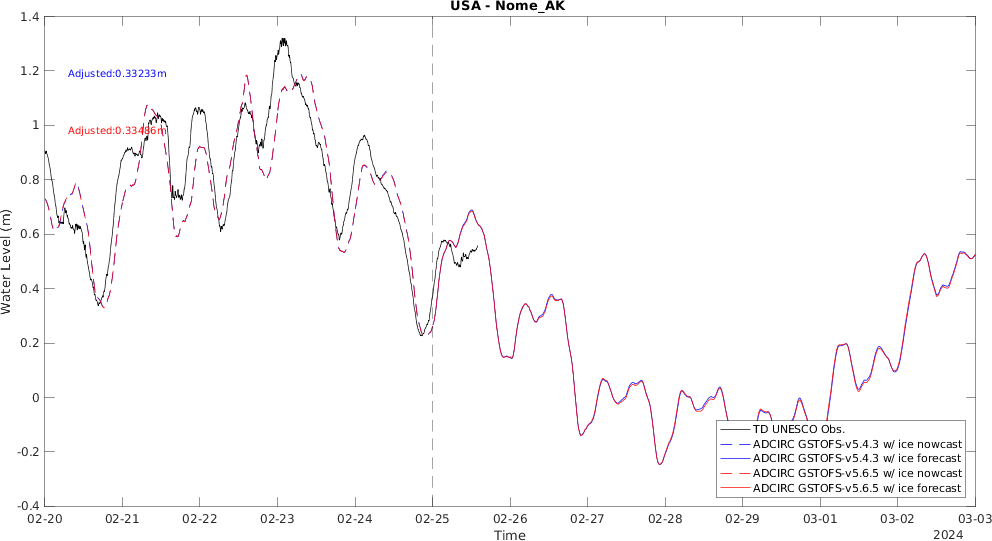 USA - Nome_AK
1.4
1.2
1
0.8
0.6
0.4
0.2
0
-0.2
-0.4
Water Level (m)
Adjusted:0.33233m
Adjusted:0.33486m
TD UNESCO Obs.
ADCIRC GSTOFS-v5.4.3 w/ ice nowcast
ADCIRC GSTOFS-v5.4.3 w/ ice forecast
ADCIRC GSTOFS-v5.6.5 w/ ice nowcast
ADCIRC GSTOFS-v5.6.5 w/ ice forecast
02-20 02-21 02-22 02-23 02-24 02-25 02-26 02-27 02-28 02-29 03-01 03-02 03-03
Time
2024